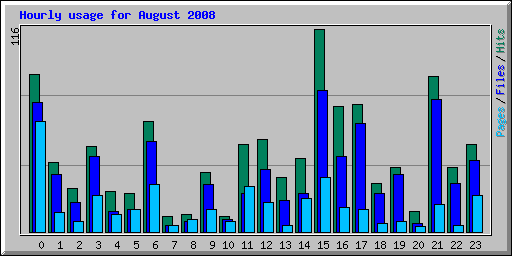 Hourly usage for August 2008
116
Pages/Files/Hits
0 1 2 3 4 5 6 7 8 9 10 11 12 13 14 15 16 17 18 19 20 21 22 23